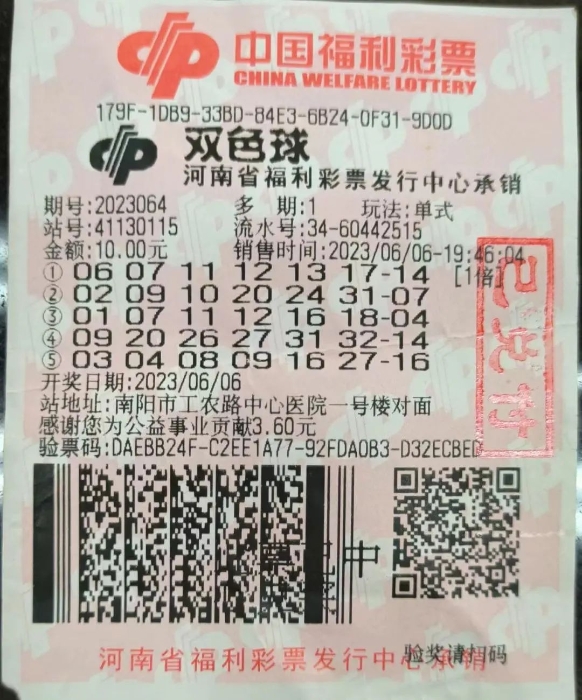 中国福利彩票
CHINA WELFARE LOTTERY
179F-1DB9-33BD-84E3-6B24-0F31-9D0D
双色球
河南省福利彩票发行中心承销
期号:2023064 多期:1 玩法:单式
站号:41130115 流水号:34-60442515
金额:10.00元 销售时间:2023/06/06-19:46:04
① 06 07 11 12 13 17-14 [1倍]
② 02 09 10 20 24 31-07
③ 01 07 11 12 16 18-04
④ 09 20 26 27 31 32-14
⑤ 03 04 08 09 16 27-16
已兑付
开奖日期:2023/06/06
站地址:南阳市工农路中心医院一号楼对面
感谢您为公益事业贡献3.60元
验票码:DAEBB24F-C2EE1A77-92FDA0B3-D32ECBED
验奖请扫码
河南省福利彩票发行中心承销